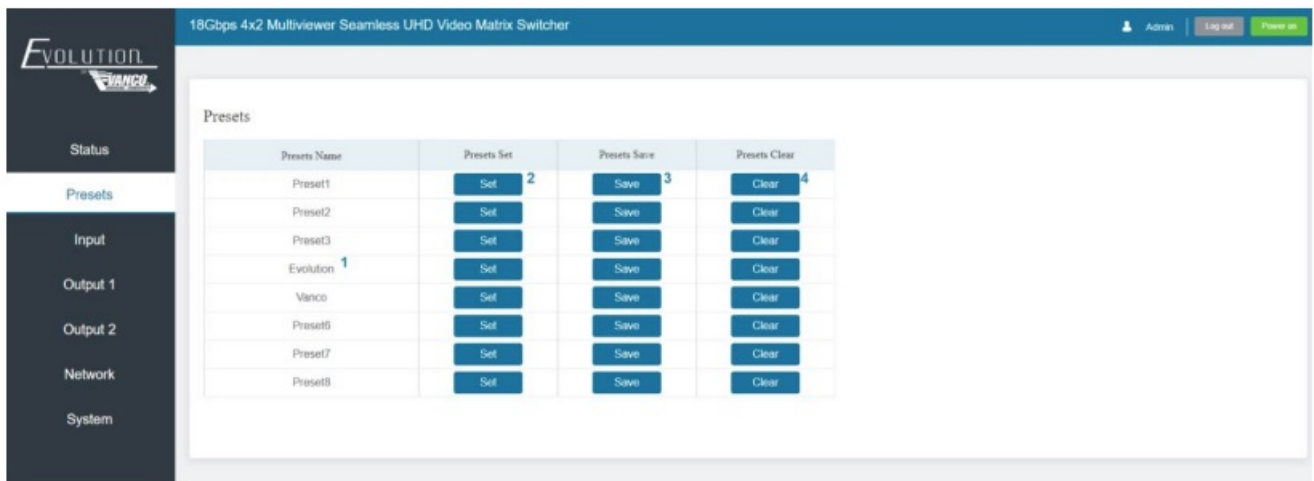 18Gbps 4x2 Multiviewer Seamless UHD Video Matrix Switcher
Admin Log out Power on
EVOLUTION
BY VANCO
Status
Presets
Input
Output 1
Output 2
Network
System
Presets
Presets Name Presets Set Presets Save Presets Clear
Preset1 Set 2 Save 3 Clear 4
Preset2 Set Save Clear
Preset3 Set Save Clear
Evolution 1 Set Save Clear
Vanco Set Save Clear
Preset6 Set Save Clear
Preset7 Set Save Clear
Preset8 Set Save Clear